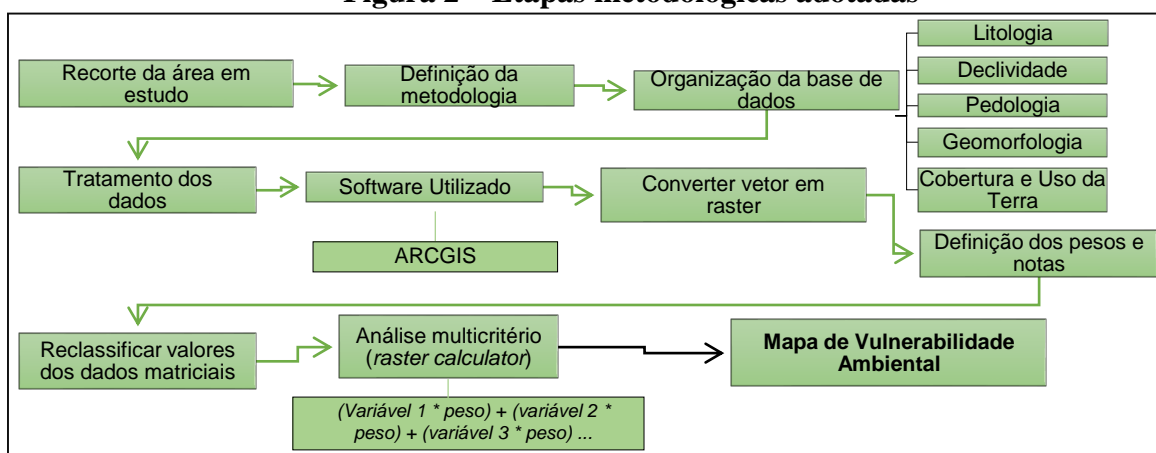 Figura 2 – Etapas metodológicas adotadas
Recorte da área em
estudo
Definição da
metodologia
Organização da base de
dados
Litologia
Declividade
Pedologia
Geomorfologia
Cobertura e Uso da
Terra
Tratamento dos
dados
Software Utilizado
ARCGIS
Converter vetor em
raster
Definição dos pesos e
notas
Reclassificar valores
dos dados matriciais
Análise multicritério
(raster calculator)
(Variável 1 * peso) + (variável 2 *
peso) + (variável 3 * peso) ...
Mapa de Vulnerabilidade
Ambiental